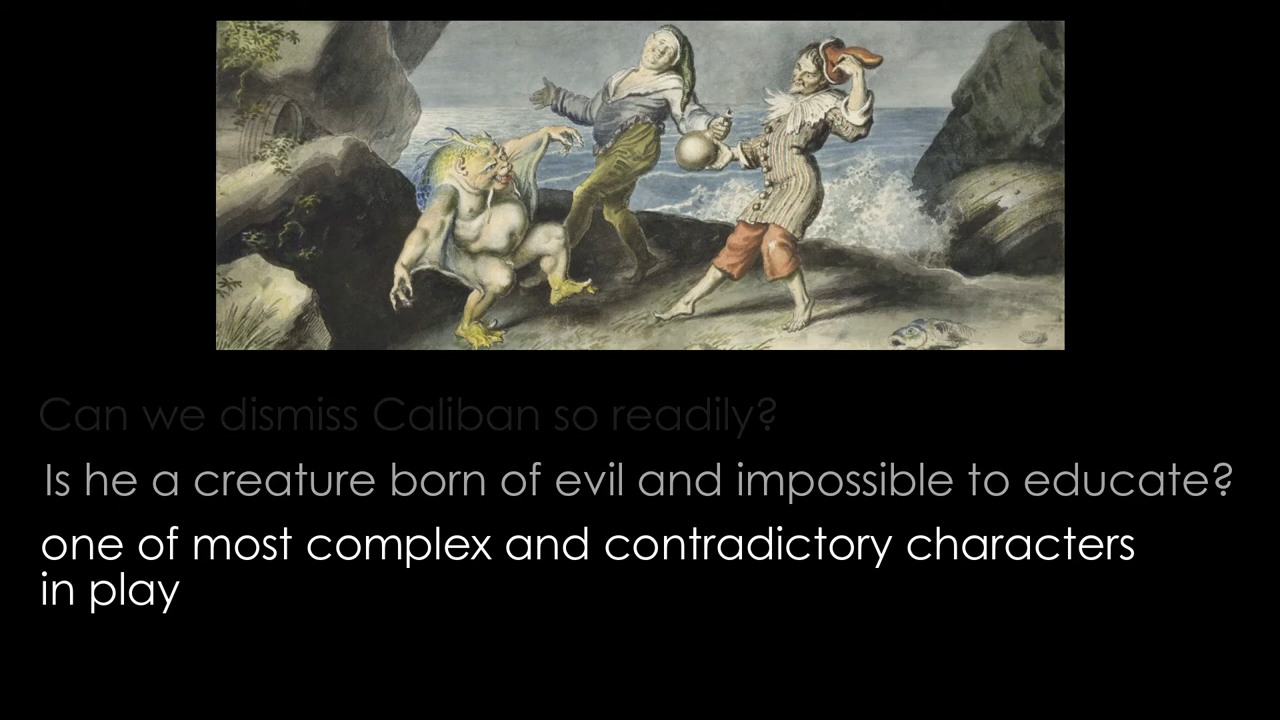 Can we dismiss Caliban so readily?
Is he a creature born of evil and impossible to educate?
one of most complex and contradictory characters
in play